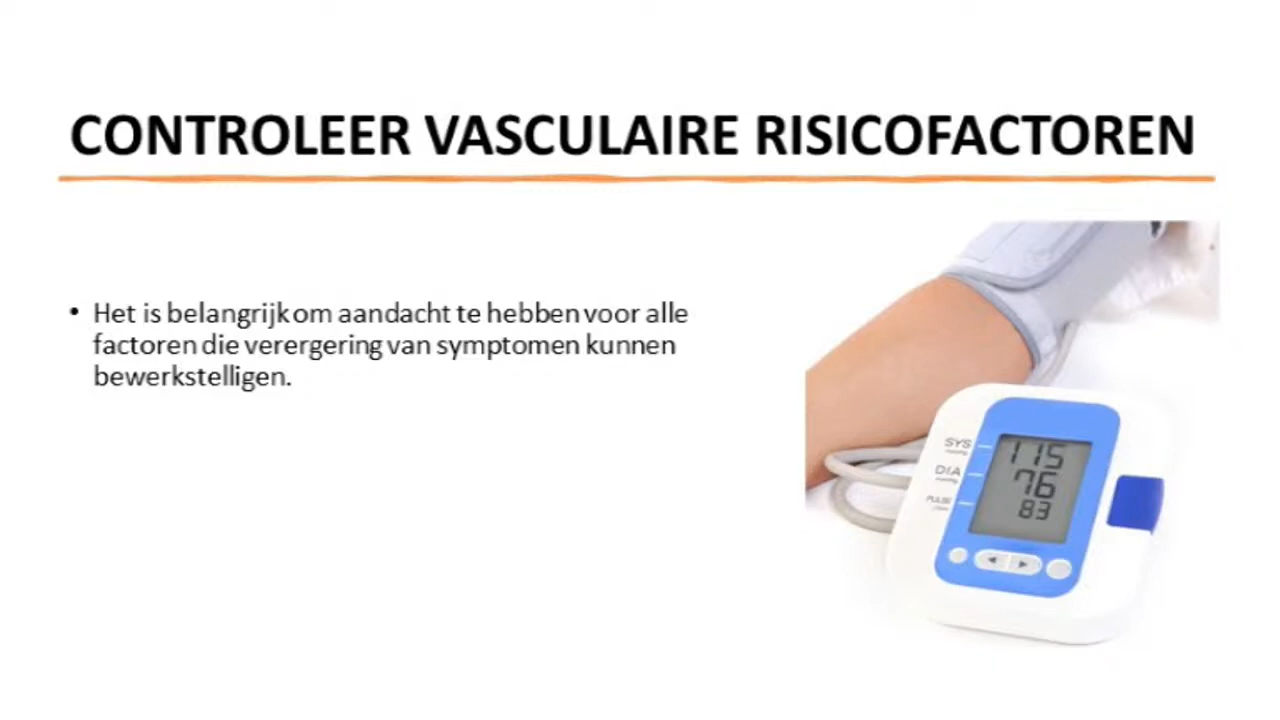 CONTROLEER VASCULAIRE RISICOFACTOREN
• Het is belangrijk om aandacht te hebben voor alle
factoren die verergering van symptomen kunnen
bewerkstelligen.
SYS
115
DIA
76
PULSE
83